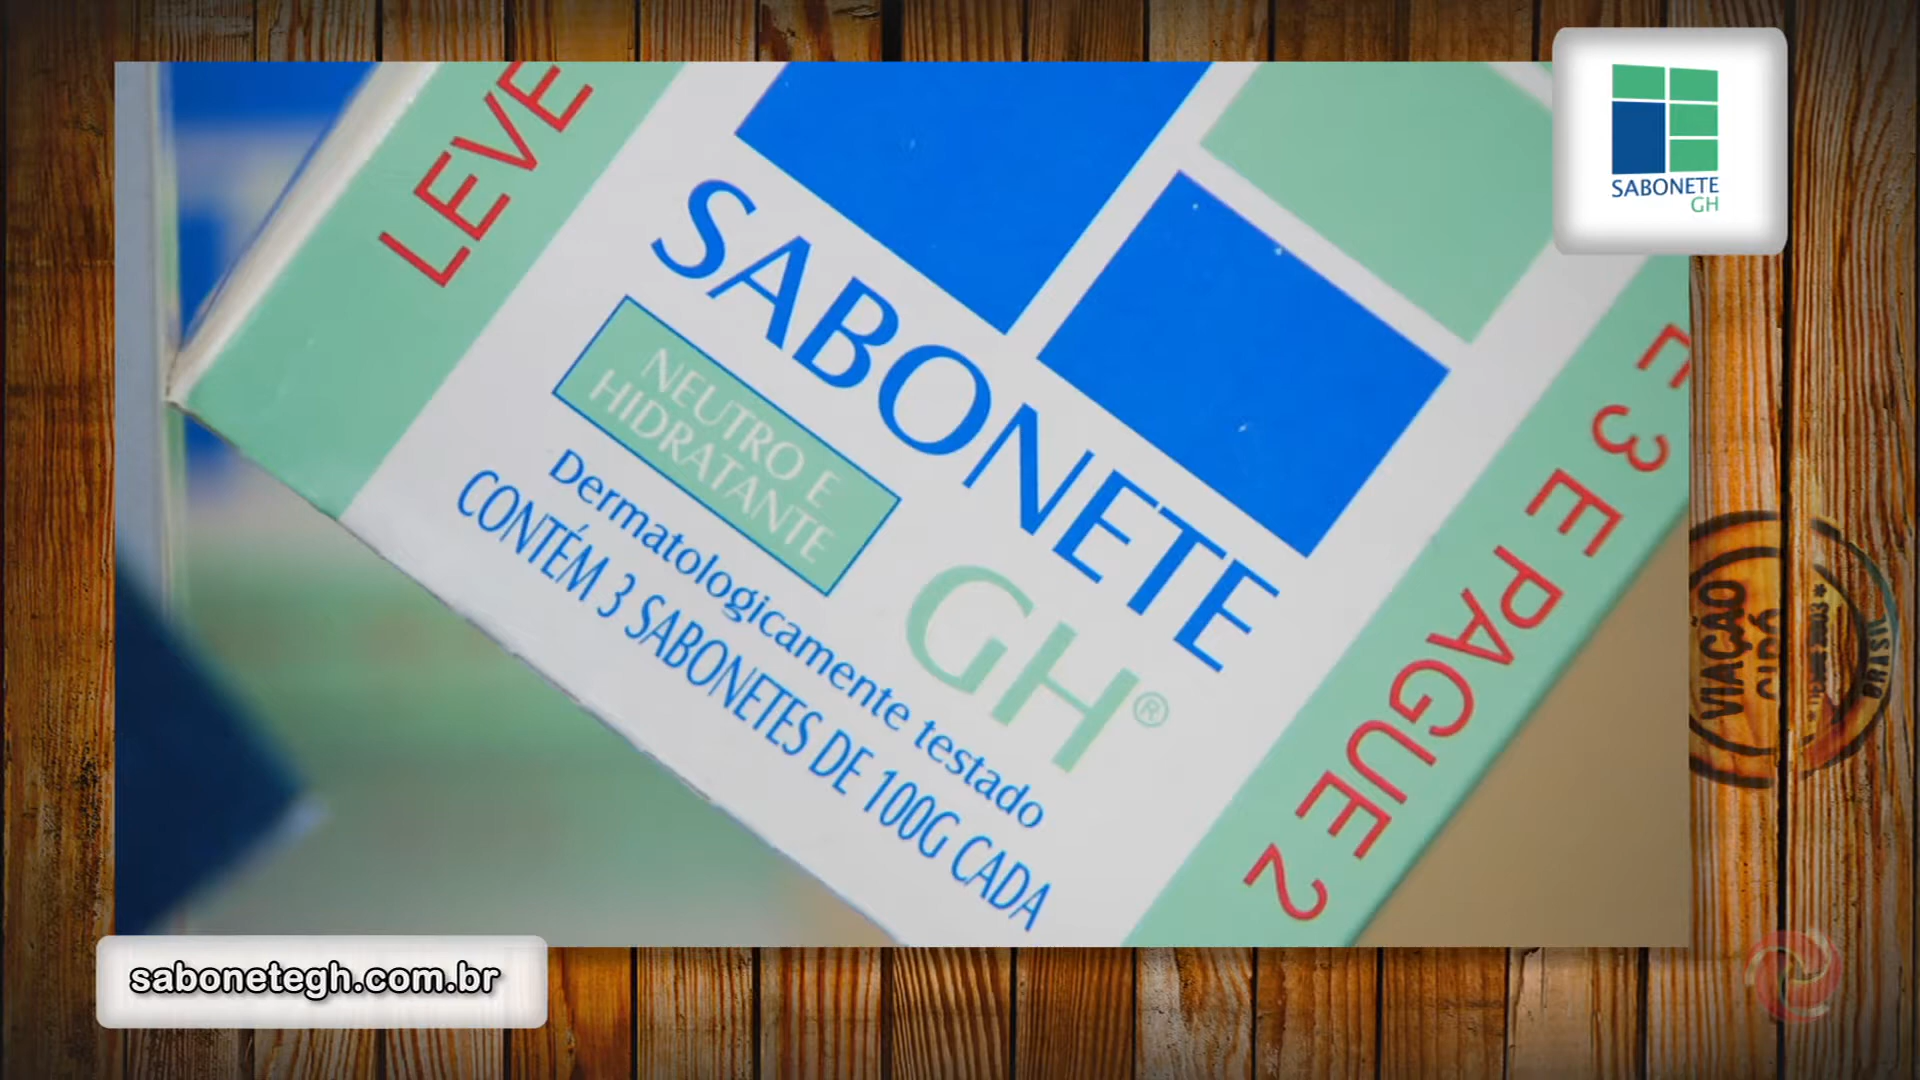 SABONETE
GH
LEVE
SABONETE
GH®
NEUTRO E
HIDRATANTE
Dermatologicamente testado
CONTÉM 3 SABONETES DE 100G CADA
E 3 E PAGUE 2
VIAÇÃO
BRASIL
sabonetegh.com.br